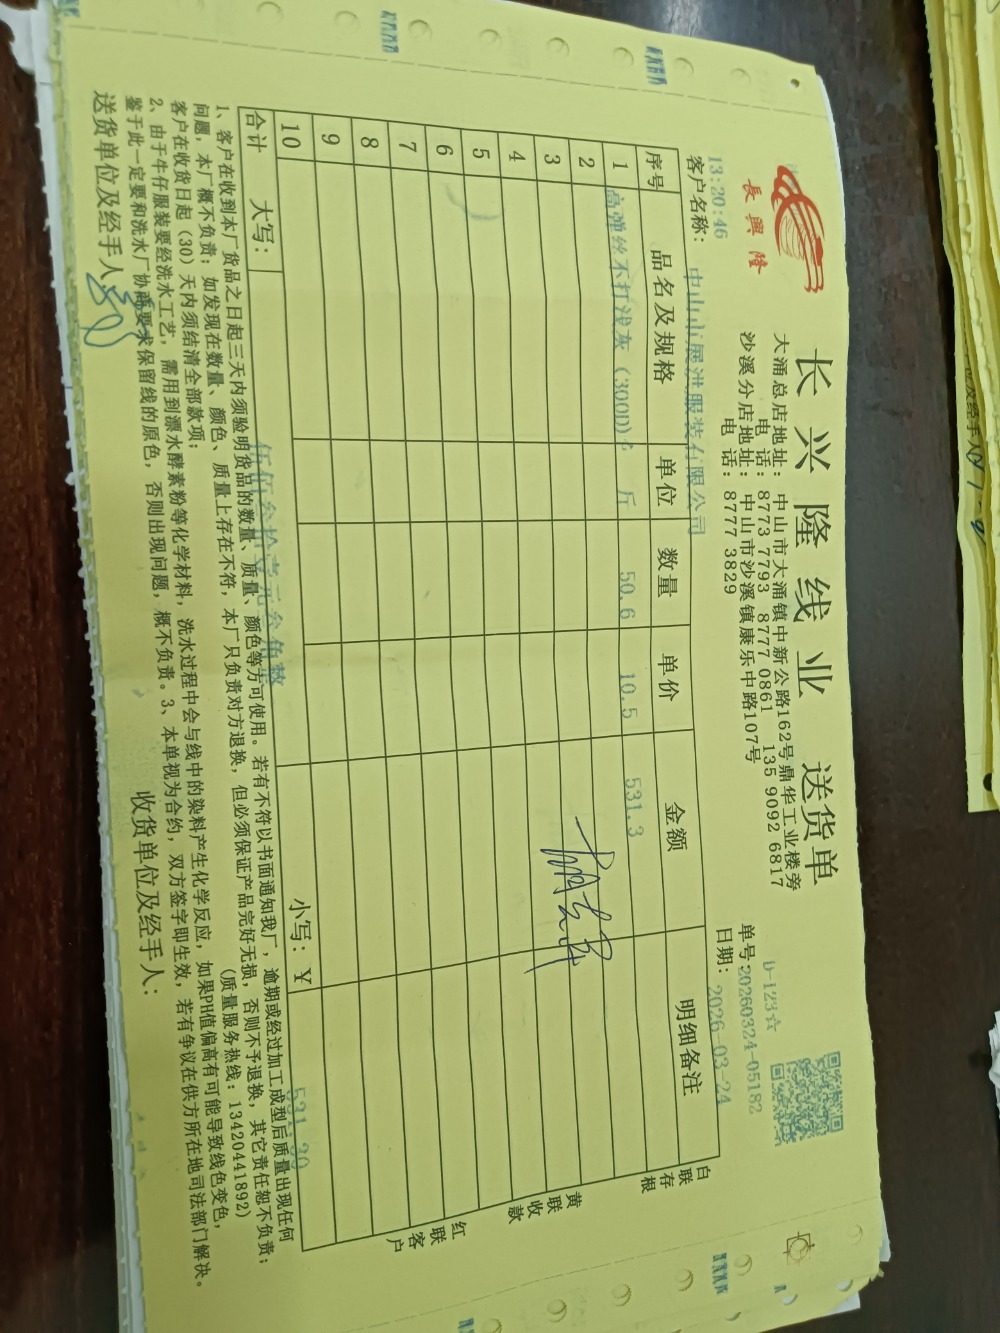 長興隆
长兴隆线业 送货单
大涌总店地址：中山市大涌镇中新公路162号鼎华工业楼旁
电话：8773 7793 8777 0861 135 9092 6817
沙溪分店地址：中山市沙溪镇康乐中路107号
电话：8777 3829
D-123☆
单号：20260324-05182
日期：2026-03-24
13:20:46
客户名称：中山市展洪服装有限公司
序号 品名及规格 单位 数量 单价 金额 明细备注
1 高弹丝不打浅灰（300D） 斤 50.6 10.5 531.3
2
3
4
5
6
7
8
9
10
合计 大写：伍佰叁拾壹元叁角整 小写：¥ 531.30
白联存根
黄联收款
红联客户
1、客户在收到本厂货品之日起三天内须验明货品的数量、质量、颜色等方可使用。若有不符以书面通知我厂，逾期或经过加工成型后质量出现任何
问题，本厂概不负责；如发现在数量、颜色、质量上存在不符，本厂只负责对方退换，但必须保证产品完好无损，否则不予退换，其它责任恕不负责；
客户在收货日起（30）天内须结清全部款项；（质量服务热线：13420441892）
2、由于牛仔服装要经洗水工艺，需用到漂水酵素粉等化学材料，洗水过程中会与线中的染料产生化学反应，如果PH值偏高有可能导致线色变色，
鉴于此一定要和洗水厂协商要求保留线的原色，否则出现问题，概不负责。3、本单视为合约，双方签字即生效，若有争议在供方所在地司法部门解决。
送货单位及经手人： 收货单位及经手人：